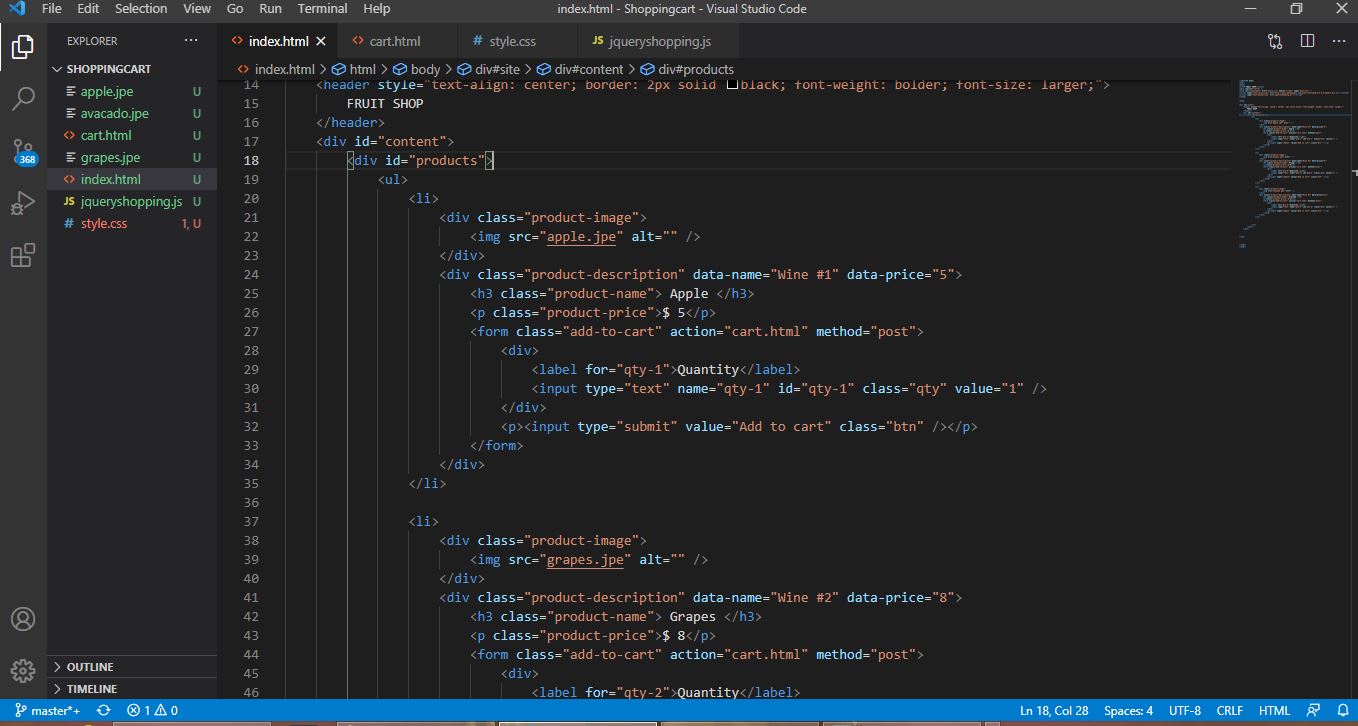 File Edit Selection View Go Run Terminal Help index.html - Shoppingcart - Visual Studio Code
EXPLORER
index.html cart.html # style.css JS jqueryshopping.js
SHOPPINGCART
apple.jpe U
avacado.jpe U
cart.html U
grapes.jpe U
index.html U
JS jqueryshopping.js U
# style.css 1, U
368
OUTLINE
TIMELINE
index.html > html > body > div#site > div#content > div#products
14 <header style="text-align: center; border: 2px solid black; font-weight: bolder; font-size: larger;">
15 FRUIT SHOP
16 </header>
17 <div id="content">
18 <div id="products">
19 <ul>
20 <li>
21 <div class="product-image">
22 <img src="apple.jpe" alt="" />
23 </div>
24 <div class="product-description" data-name="Wine #1" data-price="5">
25 <h3 class="product-name"> Apple </h3>
26 <p class="product-price">$ 5</p>
27 <form class="add-to-cart" action="cart.html" method="post">
28 <div>
29 <label for="qty-1">Quantity</label>
30 <input type="text" name="qty-1" id="qty-1" class="qty" value="1" />
31 </div>
32 <p><input type="submit" value="Add to cart" class="btn" /></p>
33 </form>
34 </div>
35 </li>
36
37 <li>
38 <div class="product-image">
39 <img src="grapes.jpe" alt="" />
40 </div>
41 <div class="product-description" data-name="Wine #2" data-price="8">
42 <h3 class="product-name"> Grapes </h3>
43 <p class="product-price">$ 8</p>
44 <form class="add-to-cart" action="cart.html" method="post">
45 <div>
46 <label for="qty-2">Quantity</label>
master*+ 1 0 Ln 18, Col 28 Spaces: 4 UTF-8 CRLF HTML